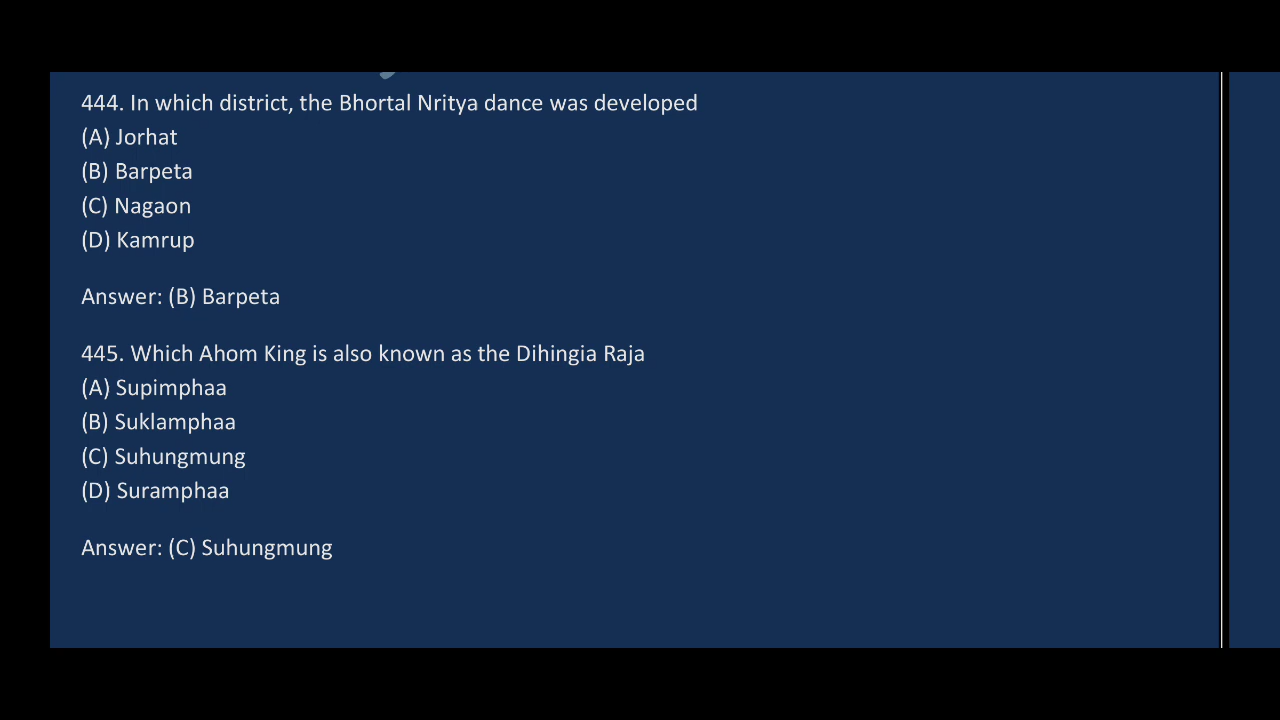 444. In which district, the Bhortal Nritya dance was developed
(A) Jorhat
(B) Barpeta
(C) Nagaon
(D) Kamrup
Answer: (B) Barpeta
445. Which Ahom King is also known as the Dihingia Raja
(A) Supimphaa
(B) Suklamphaa
(C) Suhungmung
(D) Suramphaa
Answer: (C) Suhungmung